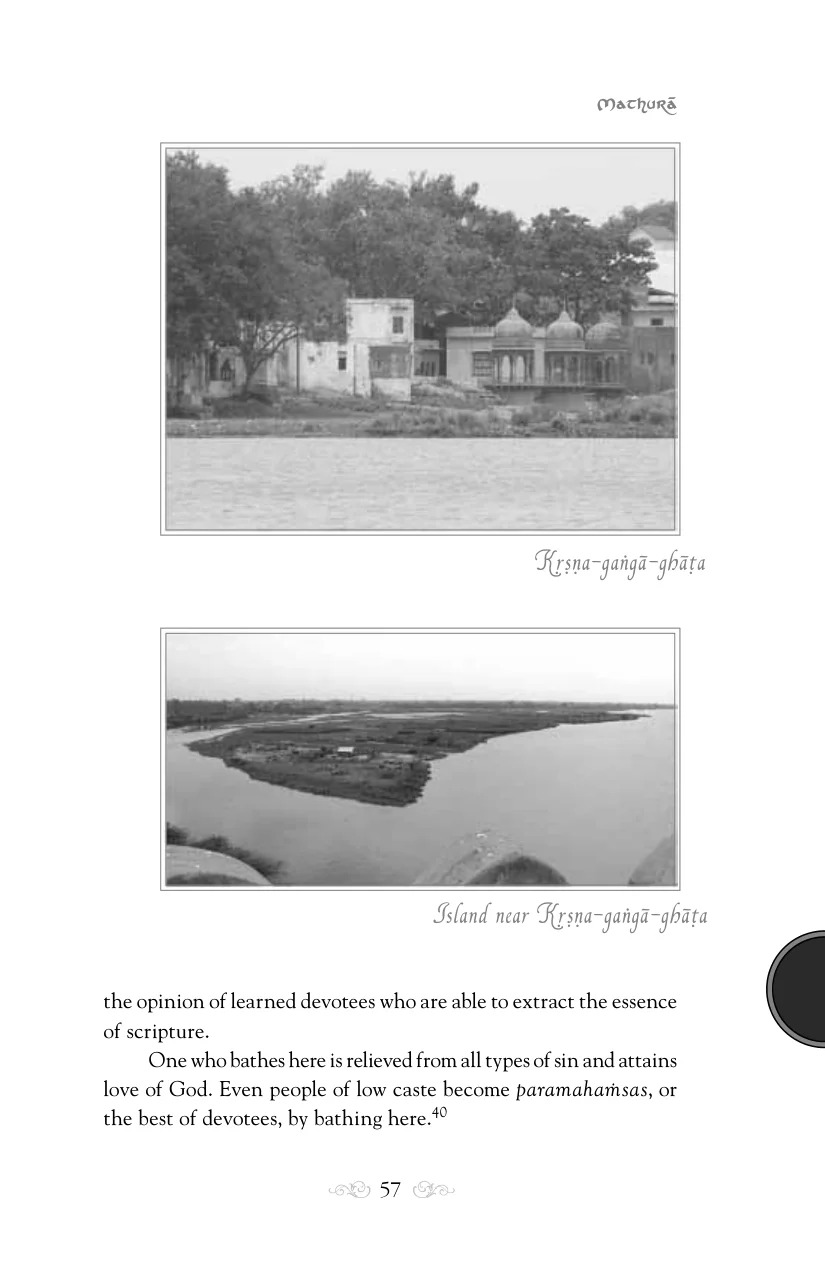 Mathurā
Kṛṣṇa-gaṅgā-ghāṭa
Island near Kṛṣṇa-gaṅgā-ghāṭa
the opinion of learned devotees who are able to extract the essence
of scripture.
One who bathes here is relieved from all types of sin and attains
love of God. Even people of low caste become paramahaṁsas, or
the best of devotees, by bathing here.40
57